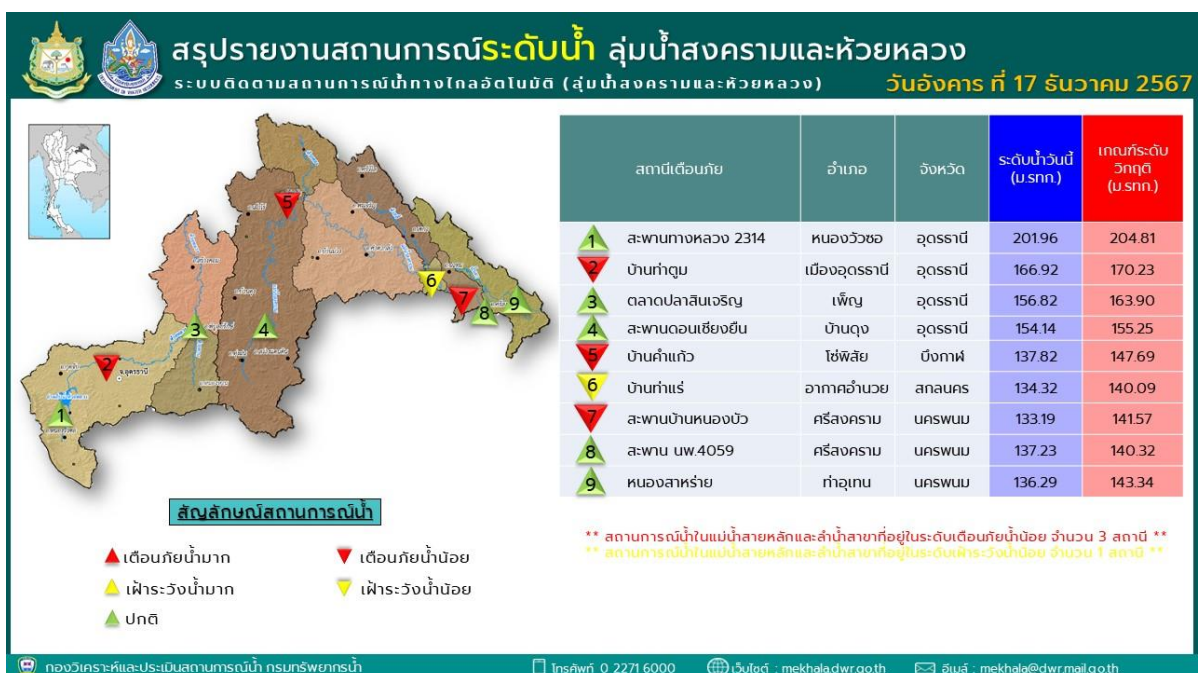 สรุปรายงานสถานการณ์ระดับน้ำ ลุ่มน้ำสงครามและห้วยหลวง
ระบบติดตามสถานการณ์น้ำทางไกลอัตโนมัติ (ลุ่มน้ำสงครามและห้วยหลวง)
วันอังคาร ที่ 17 ธันวาคม 2567
สถานีเตือนภัย อำเภอ จังหวัด ระดับน้ำวันนี้ (ม.รทก.) เกณฑ์ระดับวิกฤติ (ม.รทก.)
1 สะพานทางหลวง 2314 หนองวัวซอ อุดรธานี 201.96 204.81
2 บ้านท่าตูม เมืองอุดรธานี อุดรธานี 166.92 170.23
3 ตลาดปลาสินเจริญ เพ็ญ อุดรธานี 156.82 163.90
4 สะพานดอนเชียงยืน บ้านดุง อุดรธานี 154.14 155.25
5 บ้านคำแก้ว โซ่พิสัย บึงกาฬ 137.82 147.69
6 บ้านท่าแร่ อากาศอำนวย สกลนคร 134.32 140.09
7 สะพานบ้านหนองบัว ศรีสงคราม นครพนม 133.19 141.57
8 สะพาน นพ.4059 ศรีสงคราม นครพนม 137.23 140.32
9 หนองสาหร่าย ท่าอุเทน นครพนม 136.29 143.34
5
6
7
8
9
3
4
2
จ.อุดรธานี
1
สัญลักษณ์สถานการณ์น้ำ
เตือนภัยน้ำมาก
เตือนภัยน้ำน้อย
เฝ้าระวังน้ำมาก
เฝ้าระวังน้ำน้อย
ปกติ
** สถานการณ์น้ำในแม่น้ำสายหลักและลำน้ำสาขาที่อยู่ในระดับเตือนภัยน้ำน้อย จำนวน 3 สถานี **
** สถานการณ์น้ำในแม่น้ำสายหลักและลำน้ำสาขาที่อยู่ในระดับเฝ้าระวังน้ำน้อย จำนวน 1 สถานี **
กองวิเคราะห์และประเมินสถานการณ์น้ำ กรมทรัพยากรน้ำ
โทรศัพท์ 0 2271 6000
เว็บไซต์ : mekhala.dwr.go.th
อีเมล์ : mekhala@dwr.mail.go.th